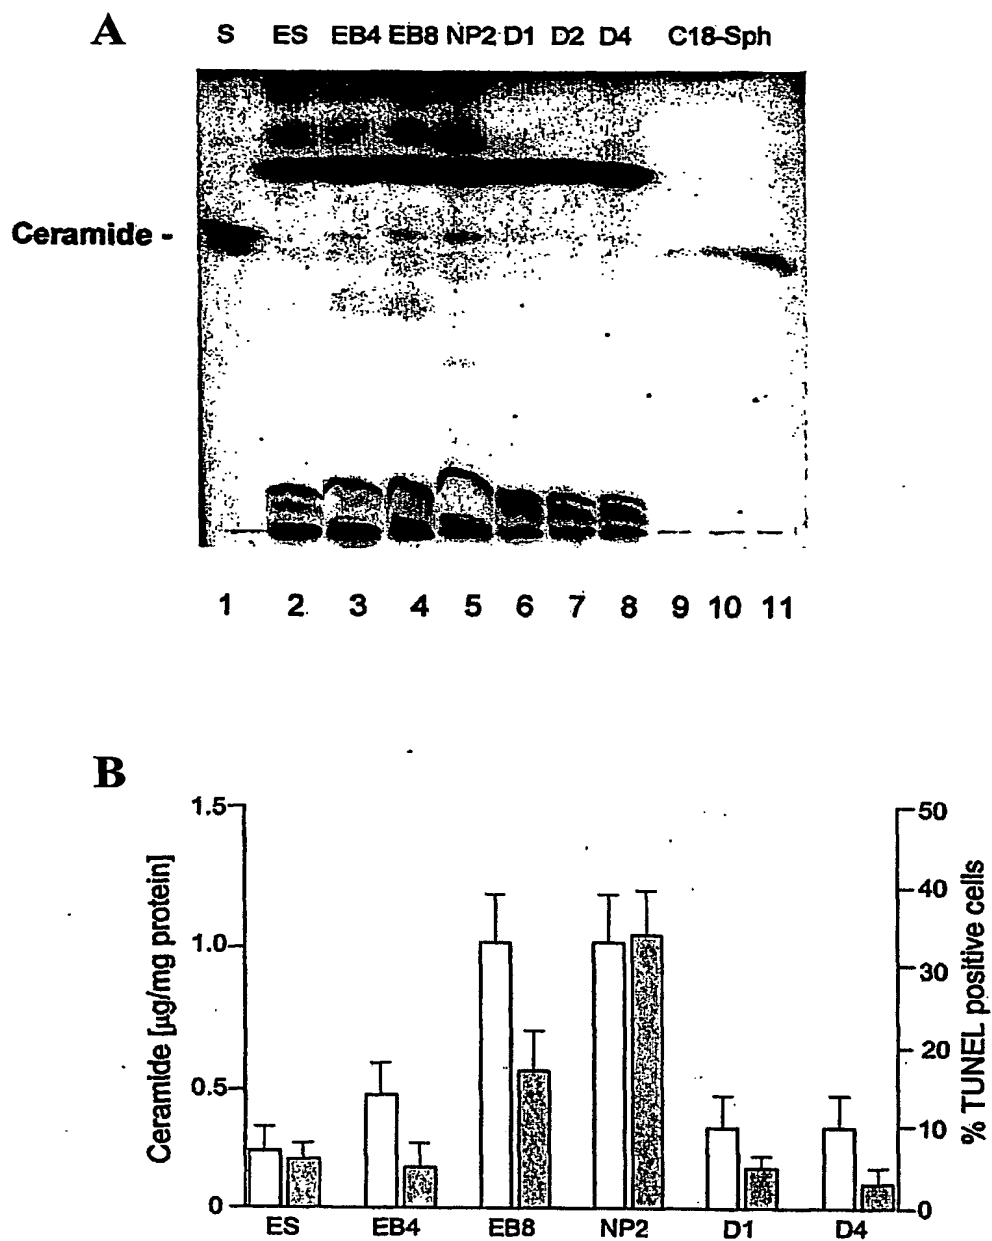 A
S ES EB4 EB8 NP2 D1 D2 D4 C18-Sph
Ceramide -
1 2 3 4 5 6 7 8 9 10 11
B
Ceramide [µg/mg protein]
1.5
1.0
0.5
0
50
40
30
20
10
0
% TUNEL positive cells
ES EB4 EB8 NP2 D1 D4